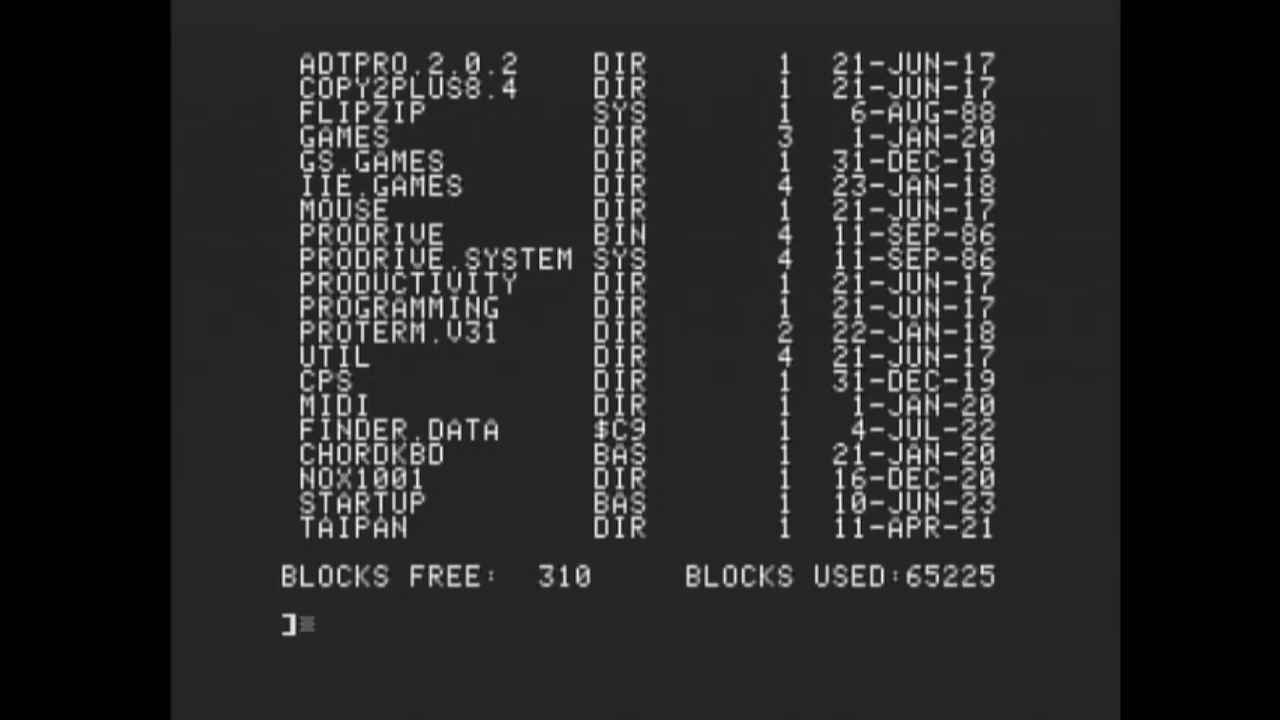 ADTPRO.2.0.2 DIR 1 21-JUN-17
COPY2PLUS8.4 DIR 1 21-JUN-17
FLIPZIP SYS 1 6-AUG-88
GAMES DIR 3 1-JAN-20
GS.GAMES DIR 1 31-DEC-19
IIE.GAMES DIR 4 23-JAN-18
MOUSE DIR 1 21-JUN-17
PRODRIVE BIN 4 11-SEP-86
PRODRIVE.SYSTEM SYS 4 11-SEP-86
PRODUCTIVITY DIR 1 21-JUN-17
PROGRAMMING DIR 1 21-JUN-17
PROTERM.V31 DIR 2 22-JAN-18
UTIL DIR 4 21-JUN-17
CPS DIR 1 31-DEC-19
MIDI DIR 1 1-JAN-20
FINDER.DATA $C9 1 4-JUL-22
CHORDKBD BAS 1 21-JAN-20
NOX1001 DIR 1 16-DEC-20
STARTUP BAS 1 10-JUN-23
TAIPAN DIR 1 11-APR-21
BLOCKS FREE: 310 BLOCKS USED:65225
]